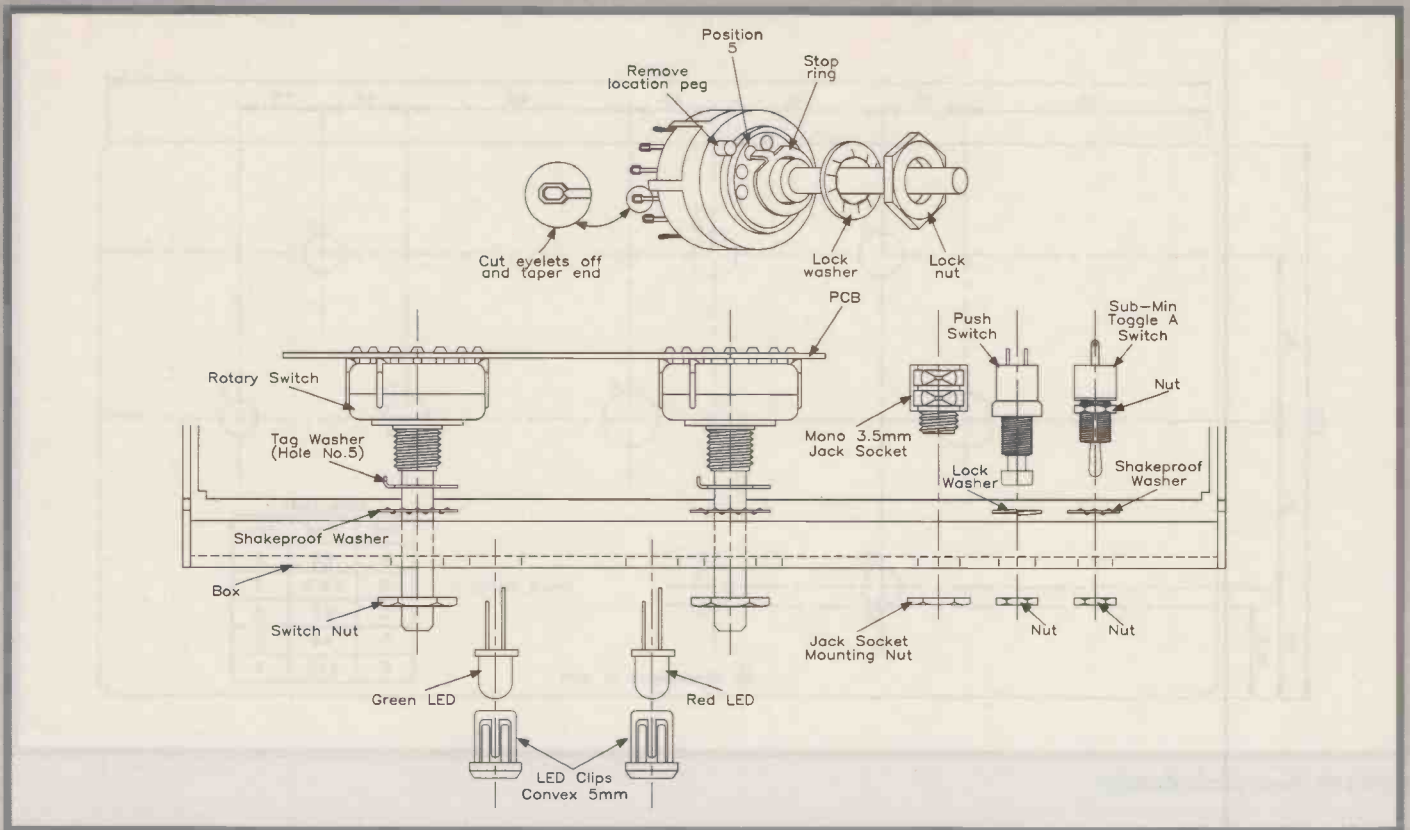 Position
5
Stop
ring
Remove
location peg
Cut eyelets off
and taper end
Lock
washer
Lock
nut
PCB
Push
Switch
Sub-Min
Toggle A
Switch
Rotary Switch
Nut
Tag Washer
(Hole No.5)
Mono 3.5mm
Jack Socket
Lock
Washer
Shakeproof
Washer
Shakeproof Washer
Box
Switch Nut
Jack Socket
Mounting Nut
Nut
Nut
Green LED
Red LED
LED Clips
Convex 5mm